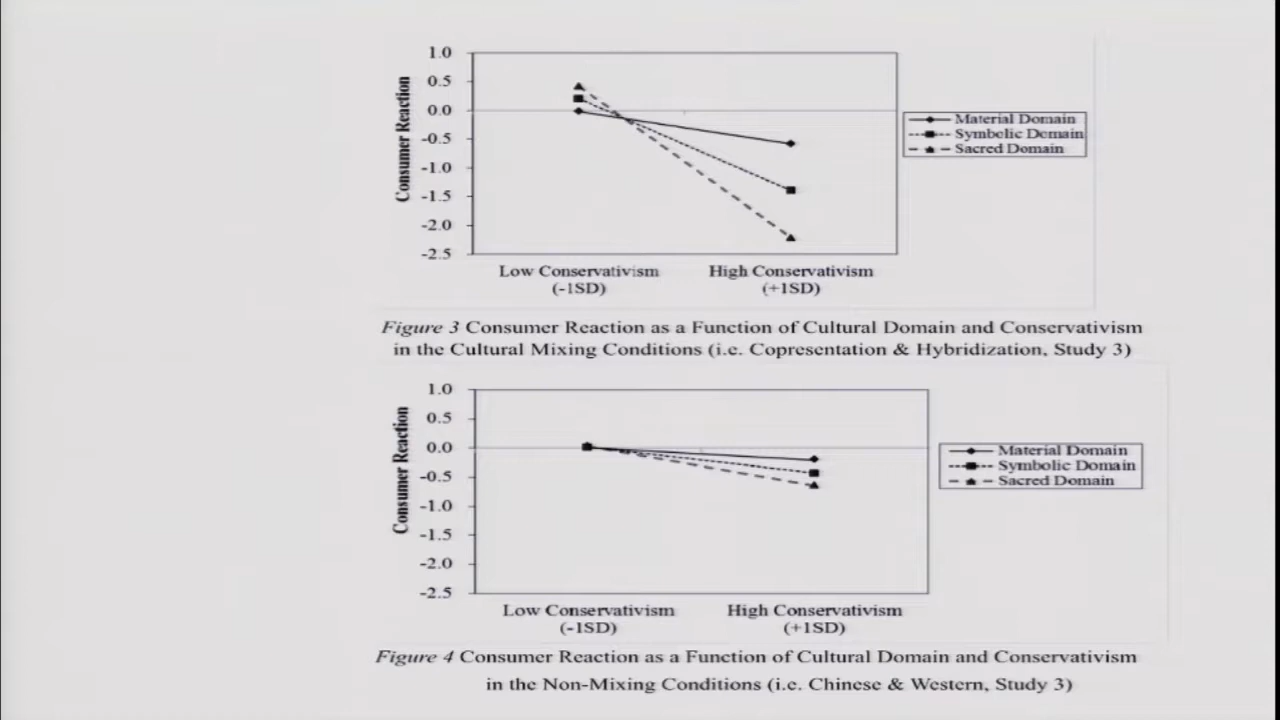 1.0
0.5
0.0
-0.5
-1.0
-1.5
-2.0
-2.5
Consumer Reaction
Low Conservativism
(-1SD)
High Conservativism
(+1SD)
Material Domain
Symbolic Domain
Sacred Domain
Figure 3 Consumer Reaction as a Function of Cultural Domain and Conservativism
in the Cultural Mixing Conditions (i.e. Copresentation & Hybridization, Study 3)
1.0
0.5
0.0
-0.5
-1.0
-1.5
-2.0
-2.5
Consumer Reaction
Low Conservativism
(-1SD)
High Conservativism
(+1SD)
Material Domain
Symbolic Domain
Sacred Domain
Figure 4 Consumer Reaction as a Function of Cultural Domain and Conservativism
in the Non-Mixing Conditions (i.e. Chinese & Western, Study 3)